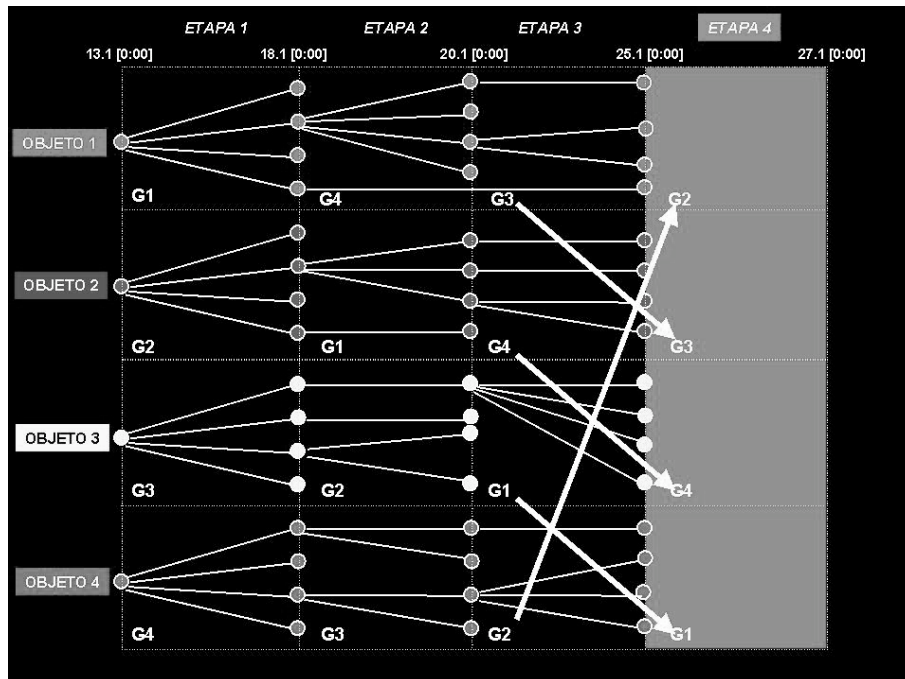 ETAPA 1 ETAPA 2 ETAPA 3 ETAPA 4
13.1 [0:00] 18.1 [0:00] 20.1 [0:00] 25.1 [0:00] 27.1 [0:00]
OBJETO 1
G1 G4 G3 G2
OBJETO 2
G2 G1 G4 G3
OBJETO 3
G3 G2 G1 G4
OBJETO 4
G4 G3 G2 G1